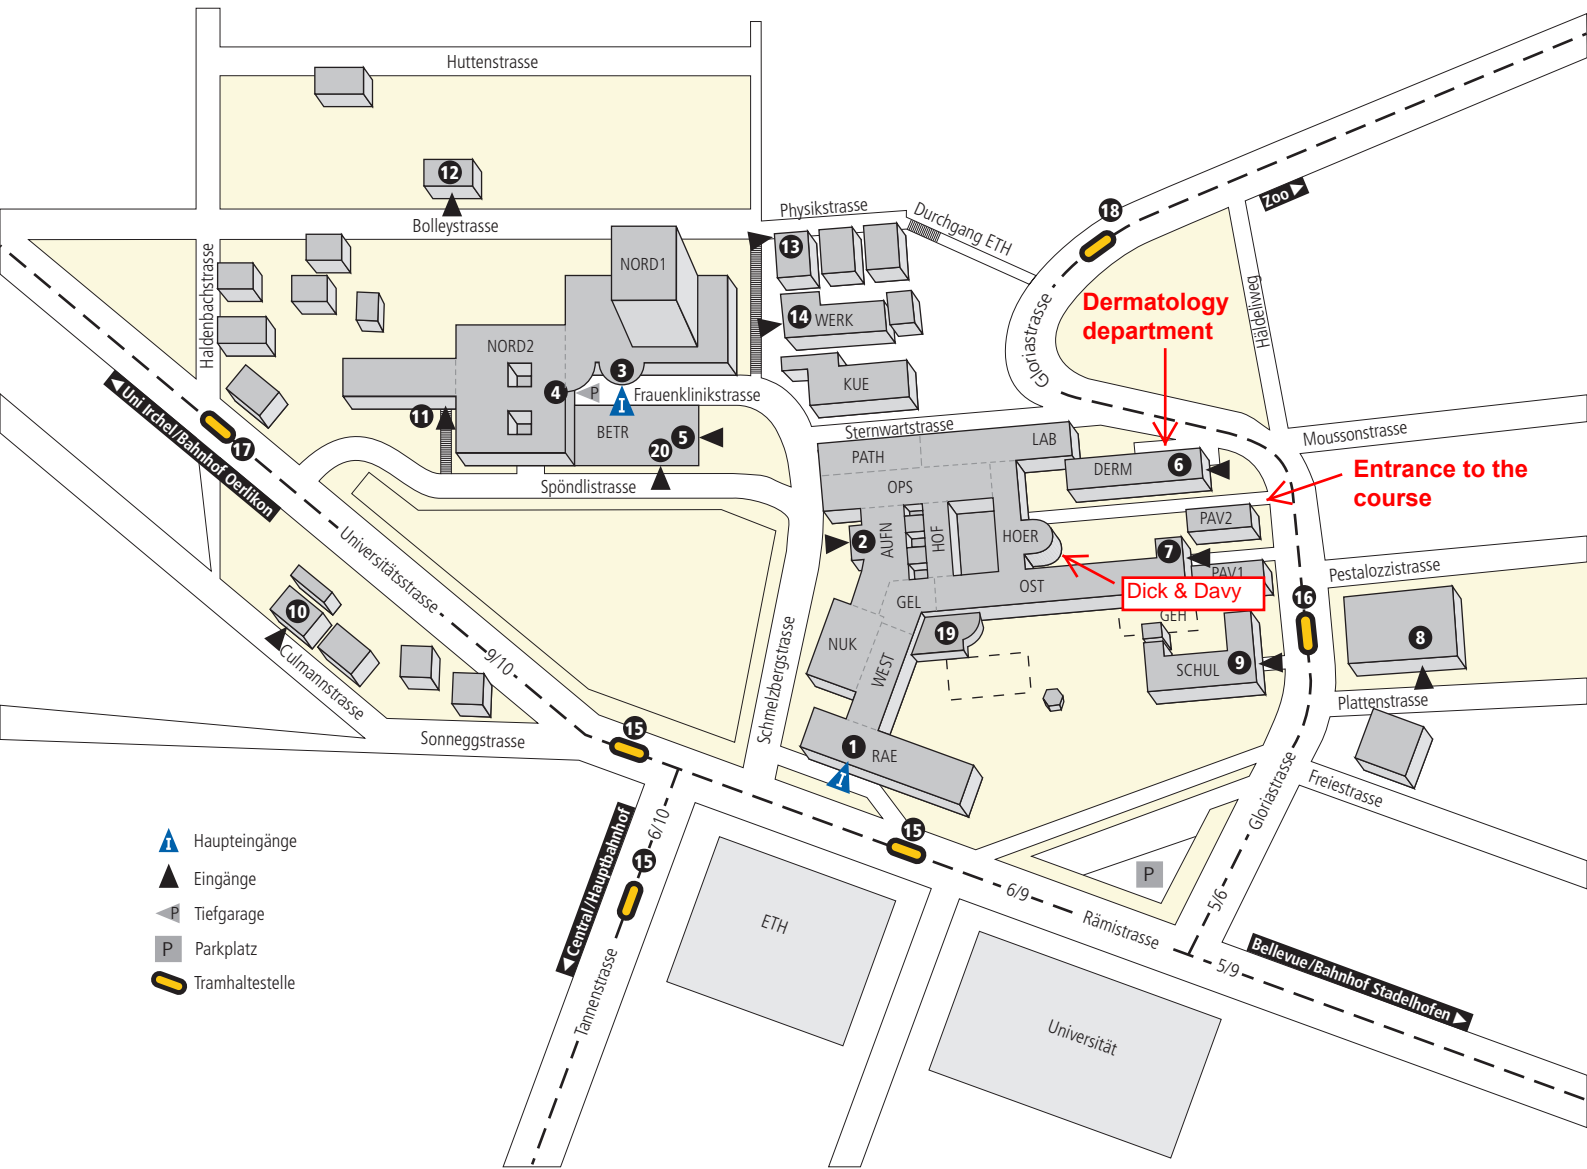 Huttenstrasse
12
Bolleystrasse
Physikstrasse
Durchgang ETH
18
Zoo
13
NORD1
Haldenbachstrasse
Häldeliweg
Gloriastrasse
Dermatology
department
14
WERK
NORD2
3
4
P
Frauenklinikstrasse
KUE
Uni Irchel/Bahnhof Oerlikon
11
17
BETR
5
20
Sternwartstrasse
LAB
PATH
Moussonstrasse
DERM
6
Entrance to the
course
Spöndlistrasse
OPS
PAV2
2
AUFN
HOF
HOER
7
Universitätsstrasse
Pestalozzistrasse
PAV1
OST
Dick & Davy
16
10
GEL
GEH
19
NUK
8
9/10
WEST
SCHUL
9
Culmannstrasse
Schmelzbergstrasse
Plattenstrasse
Sonneggstrasse
15
1
RAE
Gloriastrasse
Freiestrasse
6/10
Central/Hauptbahnhof
15
15
P
5/6
6/9
Rämistrasse
Haupteingänge
Eingänge
P
Tiefgarage
P
Parkplatz
Tramhaltestelle
ETH
5/9
Bellevue/Bahnhof Stadelhofen
Tannenstrasse
Universität